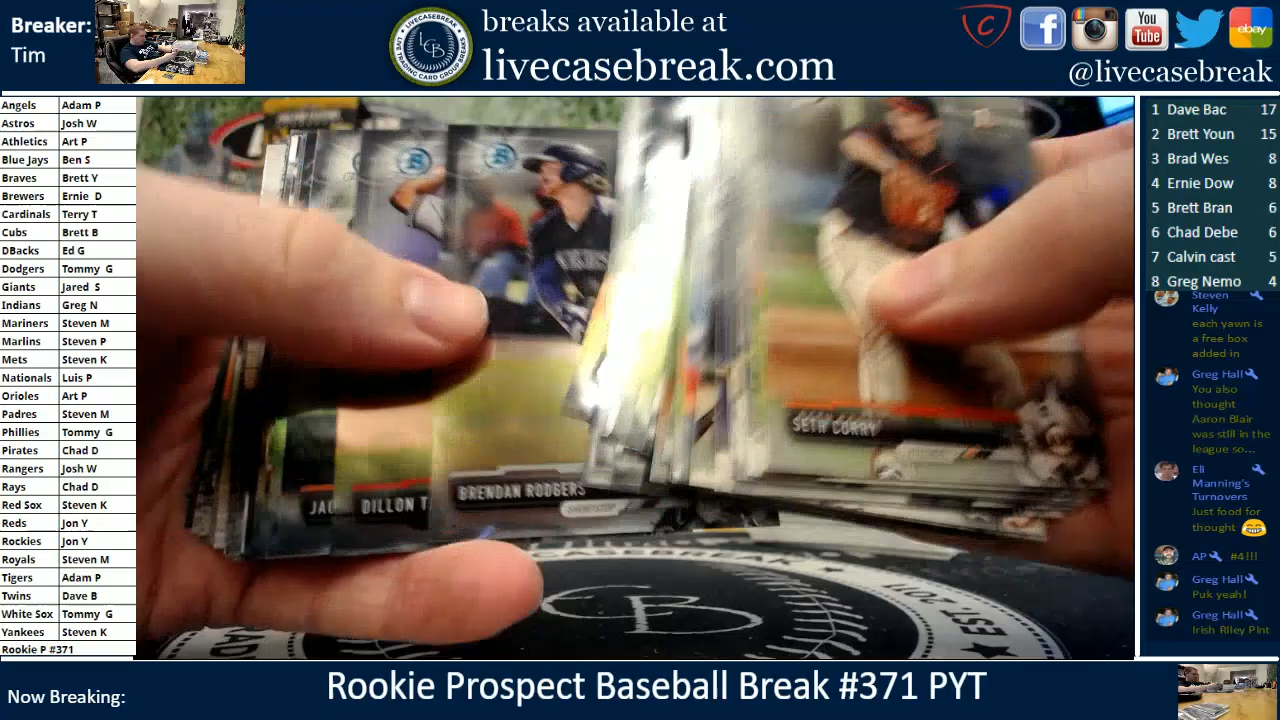 Breaker:
Tim
breaks available at
livecasebreak.com
You
Tube
ebay
@livecasebreak
Angels Adam P
Astros Josh W
Athletics Art P
Blue Jays Ben S
Braves Brett Y
Brewers Ernie D
Cardinals Terry T
Cubs Brett B
DBacks Ed G
Dodgers Tommy G
Giants Jared S
Indians Greg N
Mariners Steven M
Marlins Steven P
Mets Steven K
Nationals Luis P
Orioles Art P
Padres Steven M
Phillies Tommy G
Pirates Chad D
Rangers Josh W
Rays Chad D
Red Sox Steven K
Reds Jon Y
Rockies Jon Y
Royals Steven M
Tigers Adam P
Twins Dave B
White Sox Tommy G
Yankees Steven K
Rookie P #371
SETH CORRY
JAC
DILLON T
BRENDAN RODGERS
SHORTSTOP
EST. 2011
1 Dave Bac 17
2 Brett Youn 15
3 Brad Wes 8
4 Ernie Dow 8
5 Brett Bran 6
6 Chad Debe 6
7 Calvin cast 5
8 Greg Nemo 4
Steven
Kelly
each yawn is
a free box
added in
Greg Hall
You also
thought
Aaron Blair
was still in the
league so...
Eli
Manning's
Turnovers
Just food for
thought
AP #4!!!
Greg Hall
Puk yeah!
Greg Hall
Irish RIley PInt
Now Breaking:
Rookie Prospect Baseball Break #371 PYT